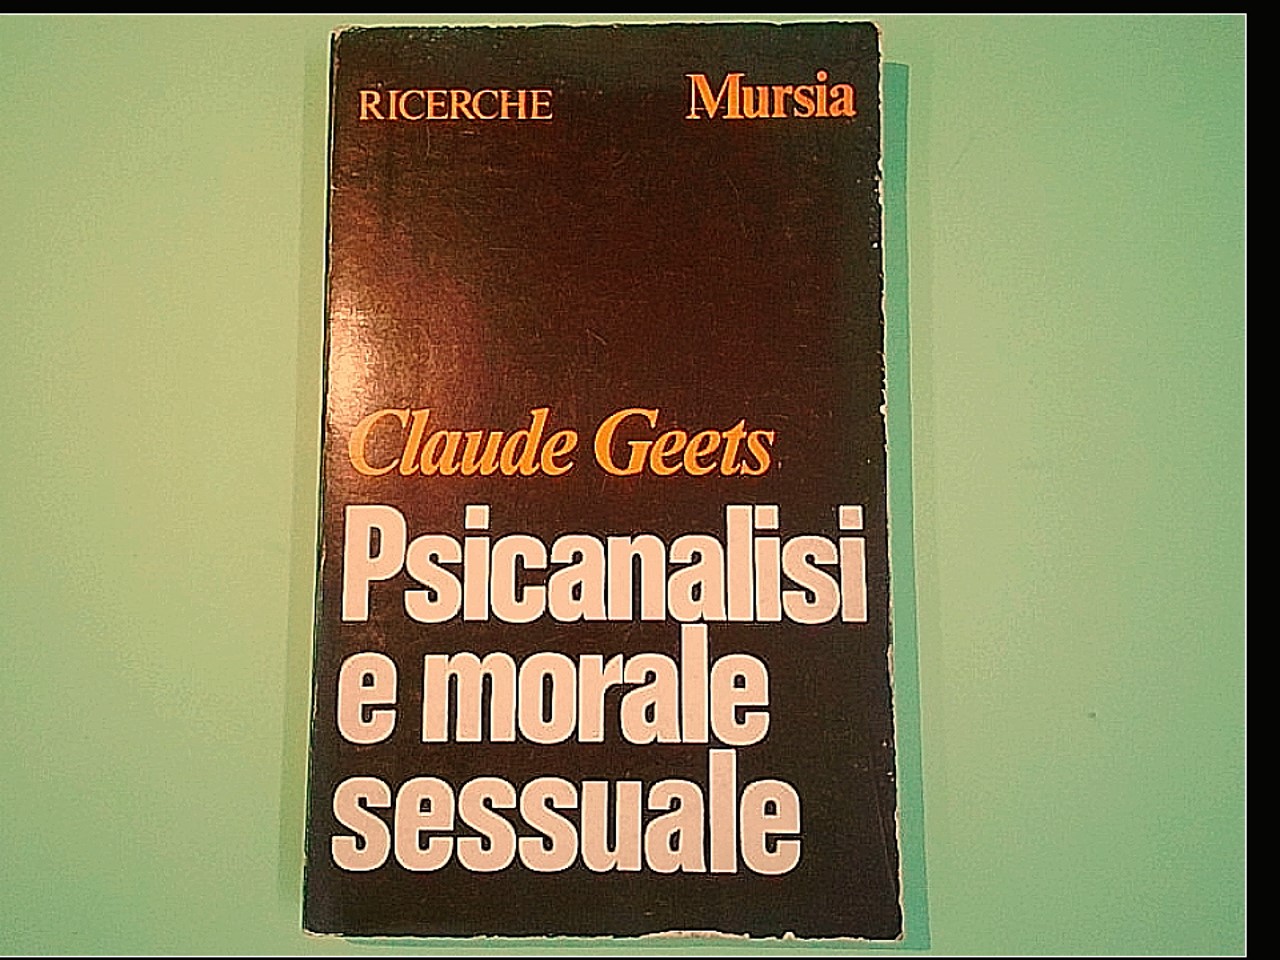 RICERCHE Mursia
Claude Geets
Psicanalisi
e morale
sessuale